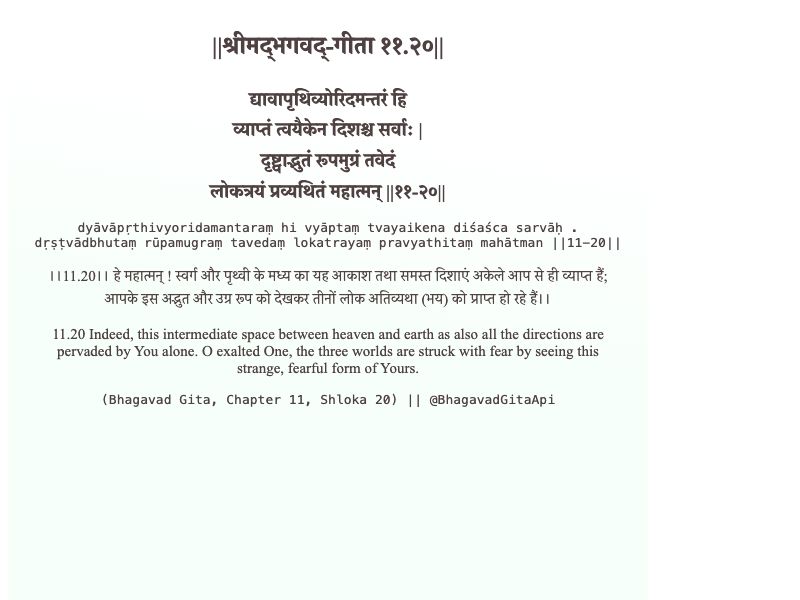 ||श्रीमद्‍भगवद्‍-गीता ११.२०||
द्यावापृथिव्योरिदमन्तरं हि
व्याप्तं त्वयैकेन दिशश्च सर्वाः |
दृष्ट्वाद्भुतं रूपमुग्रं तवेदं
लोकत्रयं प्रव्यथितं महात्मन् ||११-२०||
dyāvāpṛthivyoridamantaraṃ hi vyāptaṃ tvayaikena diśaśca sarvāḥ .
dṛṣṭvādbhutaṃ rūpamugraṃ tavedaṃ lokatrayaṃ pravyathitaṃ mahātman ||11-20||
।।11.20।। हे महात्मन् ! स्वर्ग और पृथ्वी के मध्य का यह आकाश तथा समस्त दिशाएं अकेले आप से ही व्याप्त हैं;
आपके इस अद्भुत और उग्र रूप को देखकर तीनों लोक अतिव्यथा (भय) को प्राप्त हो रहे हैं।।
11.20 Indeed, this intermediate space between heaven and earth as also all the directions are
pervaded by You alone. O exalted One, the three worlds are struck with fear by seeing this
strange, fearful form of Yours.
(Bhagavad Gita, Chapter 11, Shloka 20) || @BhagavadGitaApi